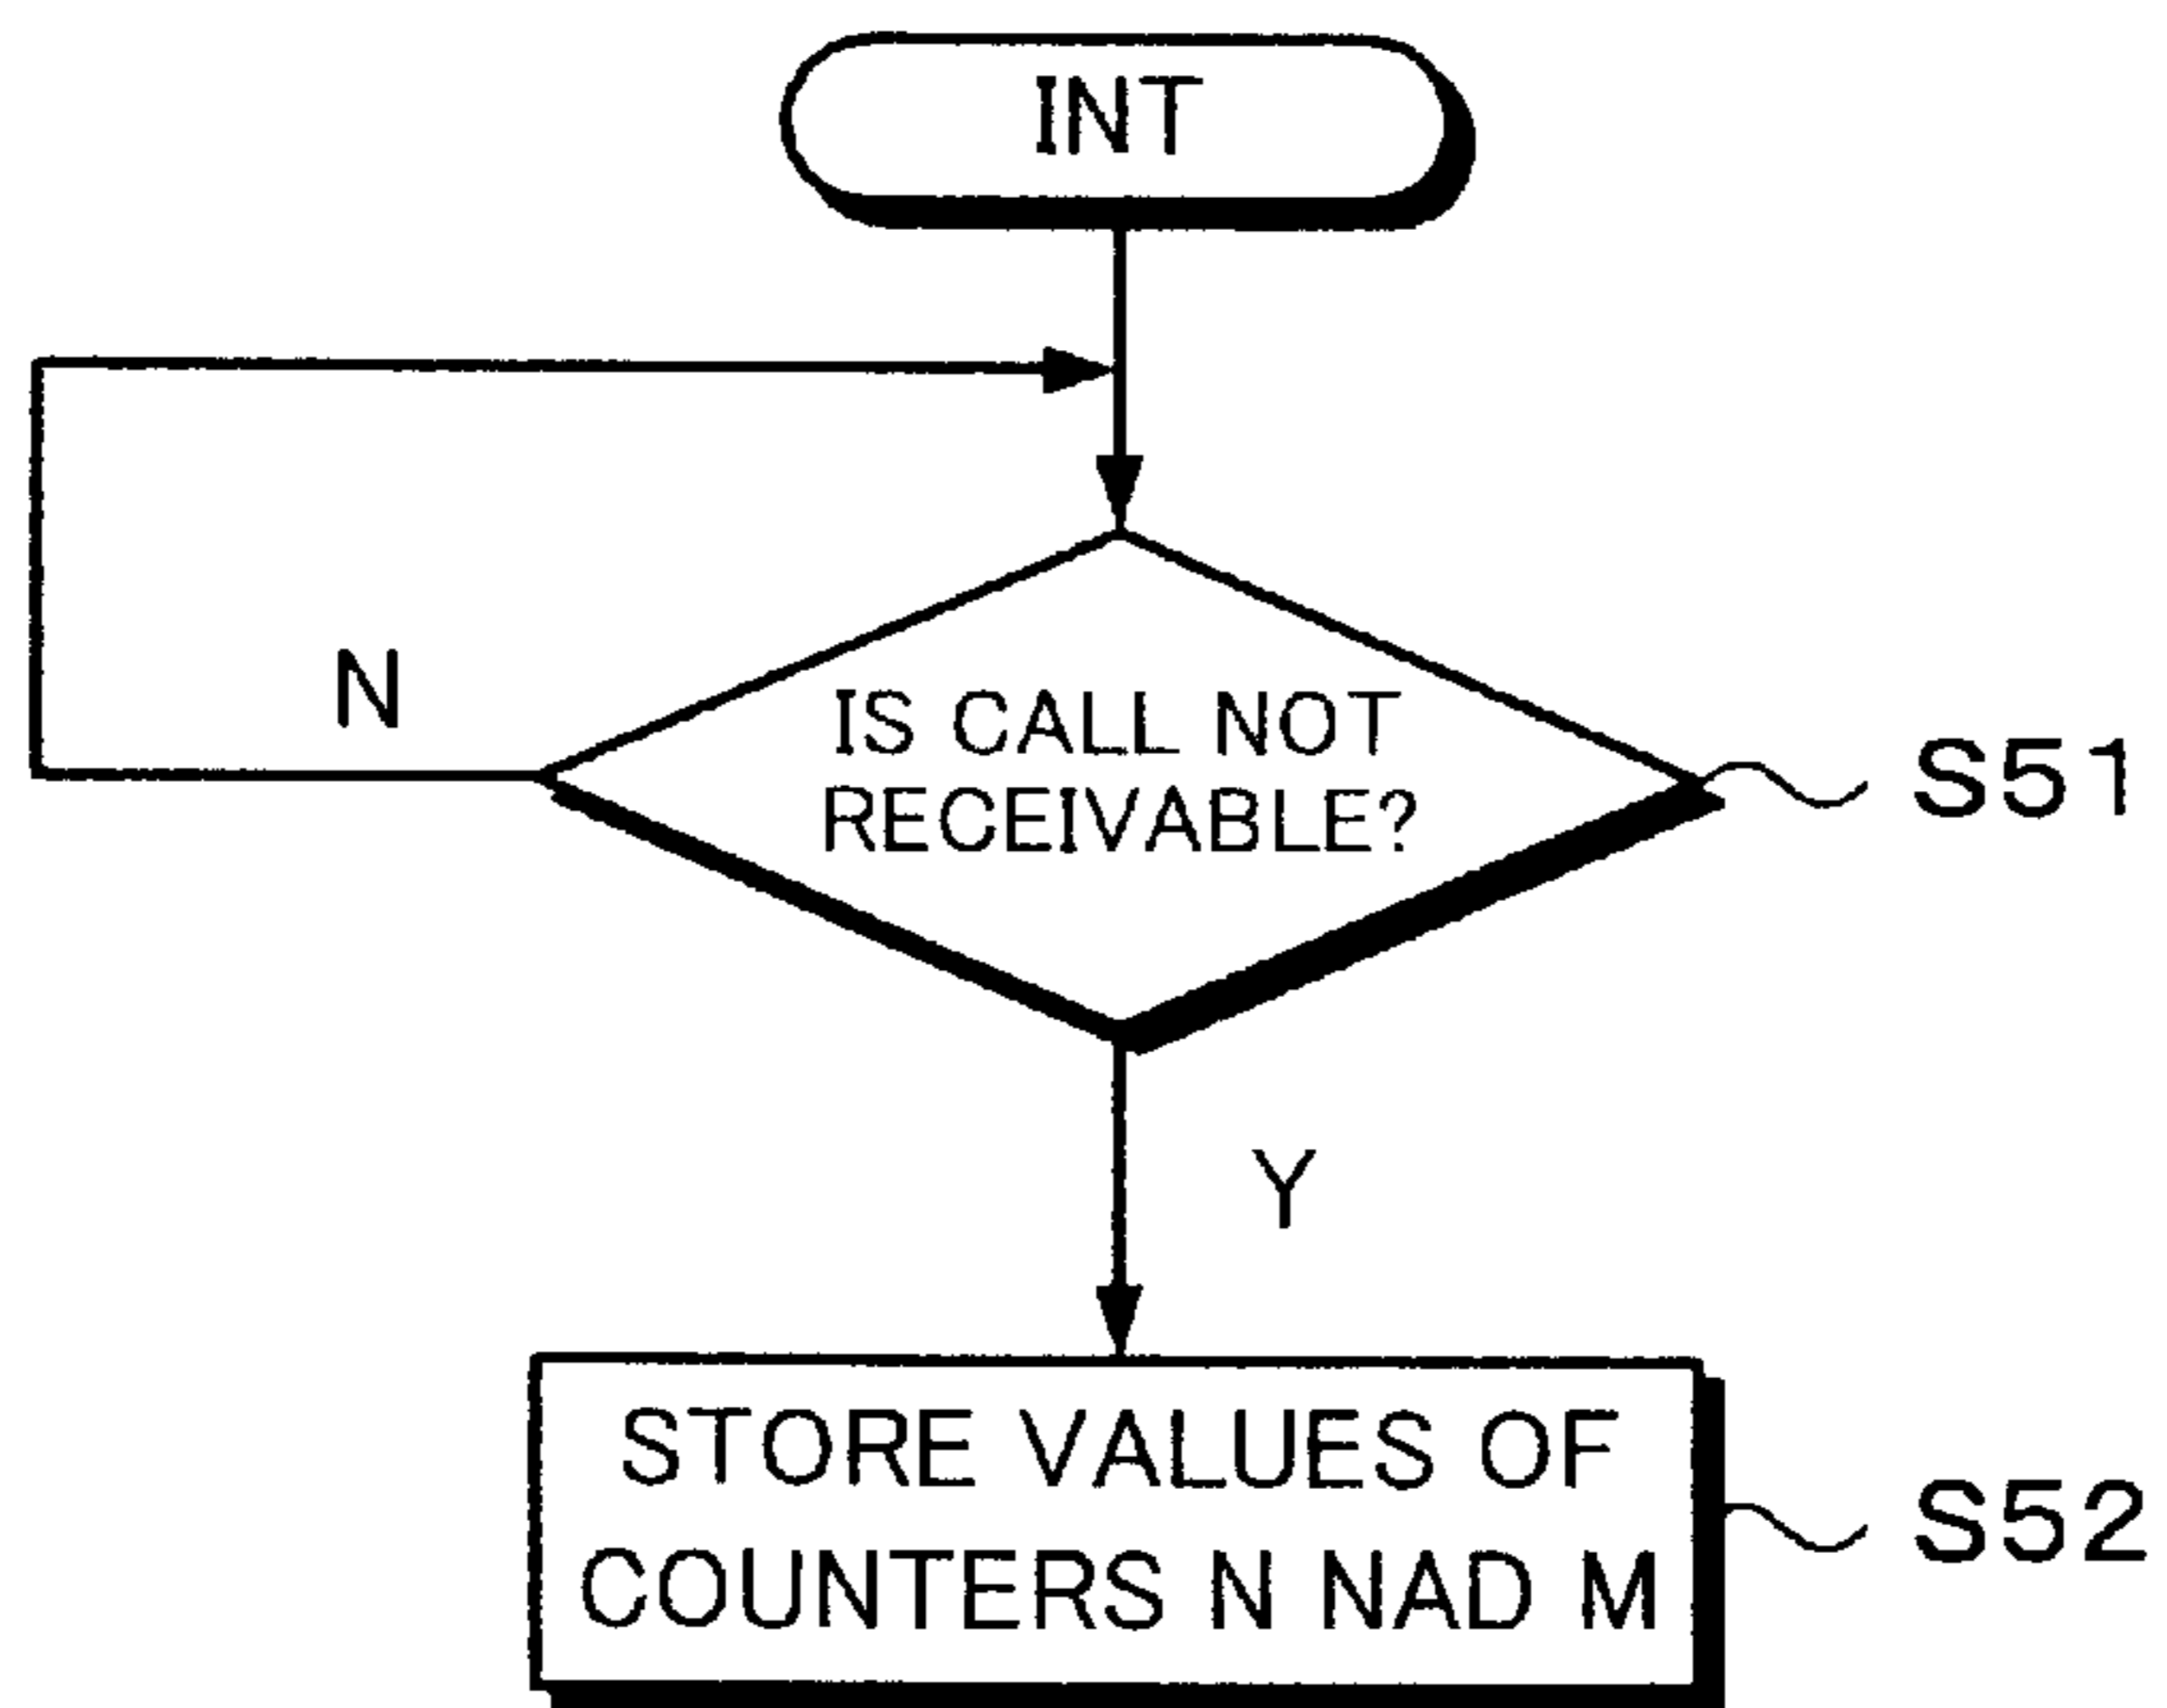 INT
N
IS CALL NOT
RECEIVABLE?
S51
Y
STORE VALUES OF
COUNTERS N NAD M
S52